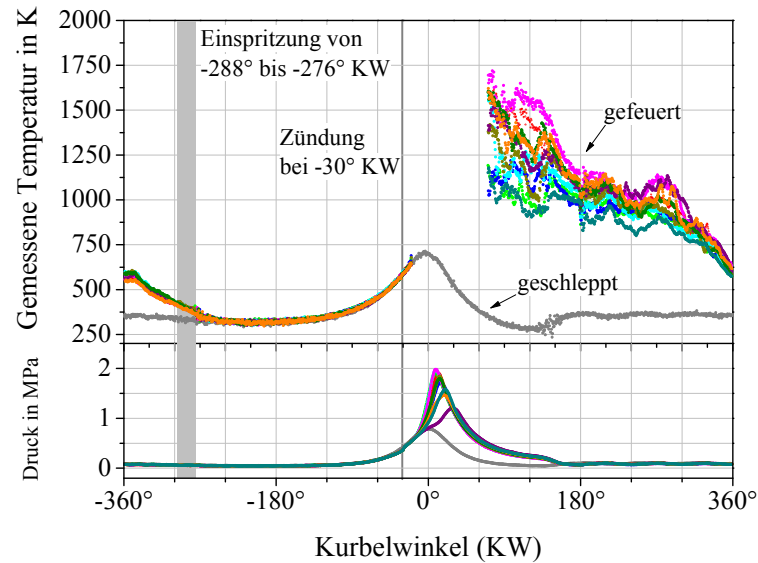 Gemessene Temperatur in K
2000
1750
1500
1250
1000
750
500
250
Einspritzung von
-288° bis -276° KW
Zündung
bei -30° KW
gefeuert
geschleppt
Druck in MPa
2
1
0
-360°
-180°
0°
180°
360°
Kurbelwinkel (KW)